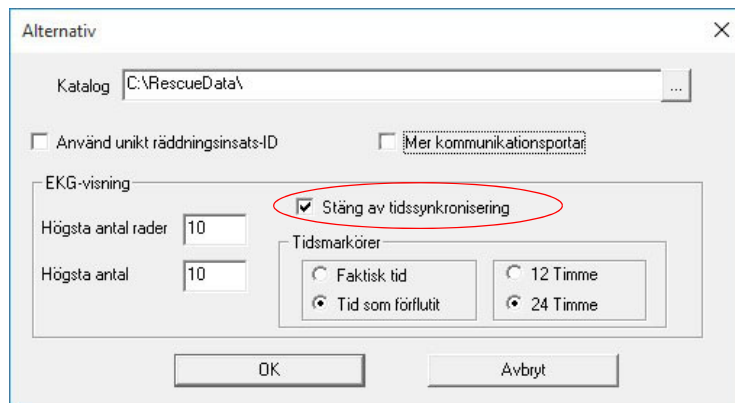 Alternativ
Katalog C:\RescueData\ ...
Använd unikt räddningsinsats-ID Mer kommunikationsportar
EKG-visning
Stäng av tidssynkronisering
Högsta antal rader 10
Tidsmarkörer
Högsta antal 10
Faktisk tid 12 Timme
Tid som förflutit 24 Timme
OK Avbryt